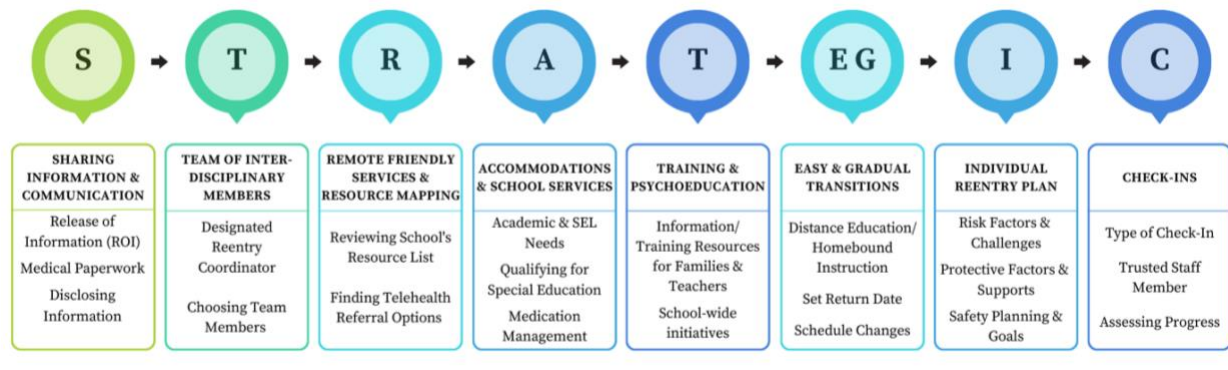 S
T
R
A
T
EG
I
C
SHARING
INFORMATION &
COMMUNICATION
Release of
Information (ROI)
Medical Paperwork
Disclosing
Information
TEAM OF INTER-
DISCIPLINARY
MEMBERS
Designated
Reentry
Coordinator
Choosing Team
Members
REMOTE FRIENDLY
SERVICES &
RESOURCE MAPPING
Reviewing School's
Resource List
Finding Telehealth
Referral Options
ACCOMMODATIONS
& SCHOOL SERVICES
Academic & SEL
Needs
Qualifying for
Special Education
Medication
Management
TRAINING &
PSYCHOEDUCATION
Information/
Training Resources
for Families &
Teachers
School-wide
initiatives
EASY & GRADUAL
TRANSITIONS
Distance Education/
Homebound
Instruction
Set Return Date
Schedule Changes
INDIVIDUAL
REENTRY PLAN
Risk Factors &
Challenges
Protective Factors &
Supports
Safety Planning &
Goals
CHECK-INS
Type of Check-In
Trusted Staff
Member
Assessing Progress